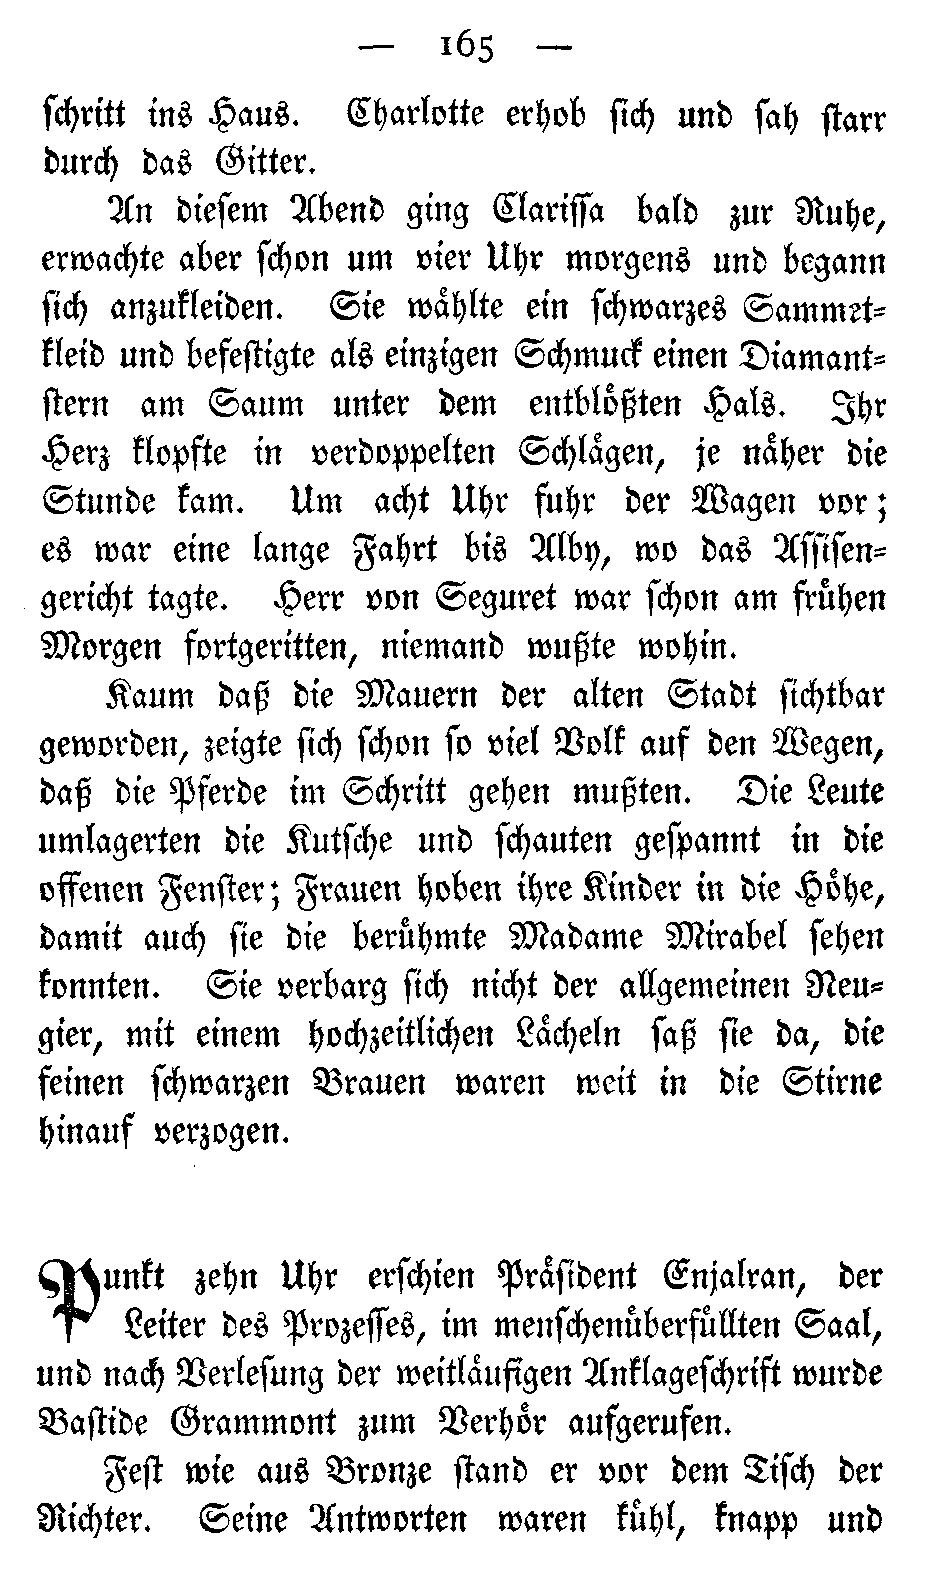 — 165 —
schritt ins Haus. Charlotte erhob sich und sah starr
durch das Gitter.
An diesem Abend ging Clarissa bald zur Ruhe,
erwachte aber schon um vier Uhr morgens und begann
sich anzukleiden. Sie wählte ein schwarzes Sammet-
kleid und befestigte als einzigen Schmuck einen Diamant-
stern am Saum unter dem entblößten Hals. Ihr
Herz klopfte in verdoppelten Schlägen, je näher die
Stunde kam. Um acht Uhr fuhr der Wagen vor;
es war eine lange Fahrt bis Alby, wo das Assisen-
gericht tagte. Herr von Seguret war schon am frühen
Morgen fortgeritten, niemand wußte wohin.
Kaum daß die Mauern der alten Stadt sichtbar
geworden, zeigte sich schon so viel Volk auf den Wegen,
daß die Pferde im Schritt gehen mußten. Die Leute
umlagerten die Kutsche und schauten gespannt in die
offenen Fenster; Frauen hoben ihre Kinder in die Höhe,
damit auch sie die berühmte Madame Mirabel sehen
konnten. Sie verbarg sich nicht der allgemeinen Neu-
gier, mit einem hochzeitlichen Lächeln saß sie da, die
feinen schwarzen Brauen waren weit in die Stirne
hinauf verzogen.
Punkt zehn Uhr erschien Präsident Enjalran, der
Leiter des Prozesses, im menschenüberfüllten Saal,
und nach Verlesung der weitläufigen Anklageschrift wurde
Bastide Grammont zum Verhör aufgerufen.
Fest wie aus Bronze stand er vor dem Tisch der
Richter. Seine Antworten waren kühl, knapp und